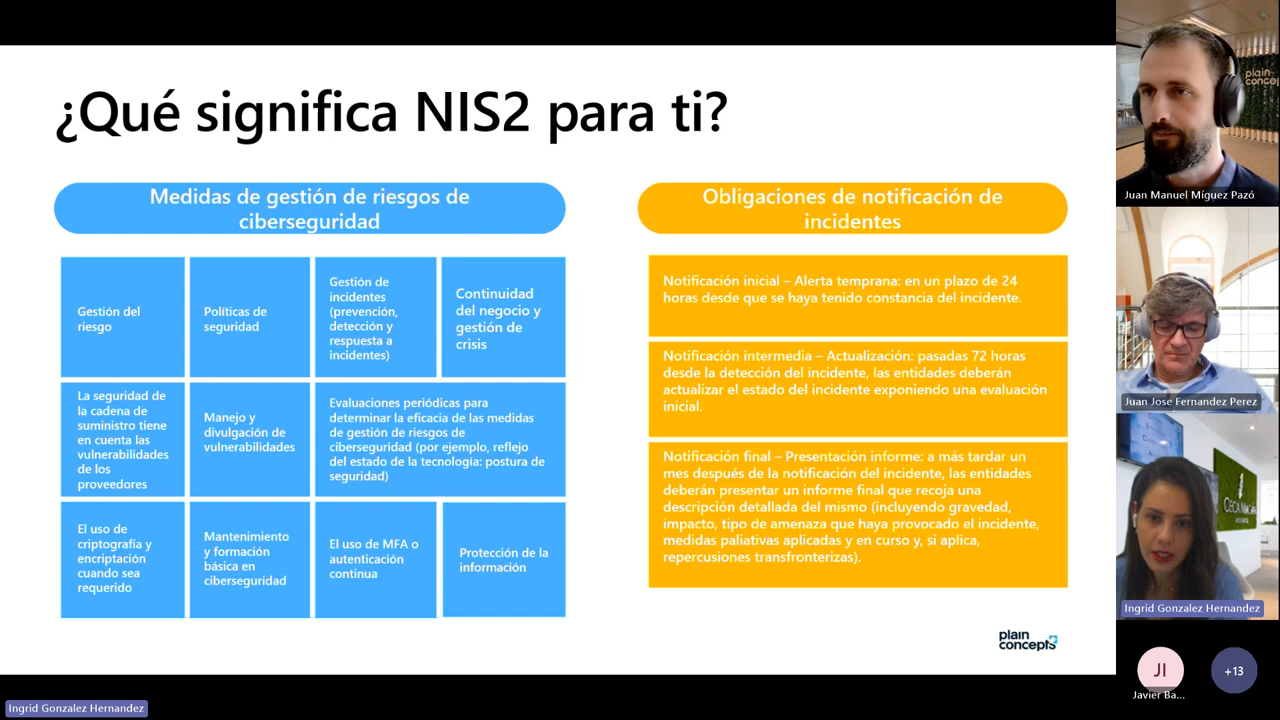 ¿Qué significa NIS2 para ti?
Medidas de gestión de riesgos de
ciberseguridad
Gestión del
riesgo
Políticas de
seguridad
Gestión de
incidentes
(prevención,
detección y
respuesta a
incidentes)
Continuidad
del negocio y
gestión de
crisis
La seguridad de
la cadena de
suministro tiene
en cuenta las
vulnerabilidades
de los
proveedores
Manejo y
divulgación de
vulnerabilidades
Evaluaciones periódicas para
determinar la eficacia de las medidas
de gestión de riesgos de
ciberseguridad (por ejemplo, reflejo
del estado de la tecnología: postura de
seguridad)
El uso de
criptografía y
encriptación
cuando sea
requerido
Mantenimiento
y formación
básica en
ciberseguridad
El uso de MFA o
autenticación
continua
Protección de la
información
Obligaciones de notificación de
incidentes
Notificación inicial – Alerta temprana: en un plazo de 24
horas desde que se haya tenido constancia del incidente.
Notificación intermedia – Actualización: pasadas 72 horas
desde la detección del incidente, las entidades deberán
actualizar el estado del incidente exponiendo una evaluación
inicial.
Notificación final – Presentación informe: a más tardar un
mes después de la notificación del incidente, las entidades
deberán presentar un informe final que recoja una
descripción detallada del mismo (incluyendo gravedad,
impacto, tipo de amenaza que haya provocado el incidente,
medidas paliativas aplicadas y en curso y, si aplica,
repercusiones transfronterizas).
plain
concepts
plain
Juan Manuel Míguez Pazó
Juan Jose Fernandez Perez
Ingrid Gonzalez Hernandez
JI
Javier Ba...
+13
Ingrid Gonzalez Hernandez